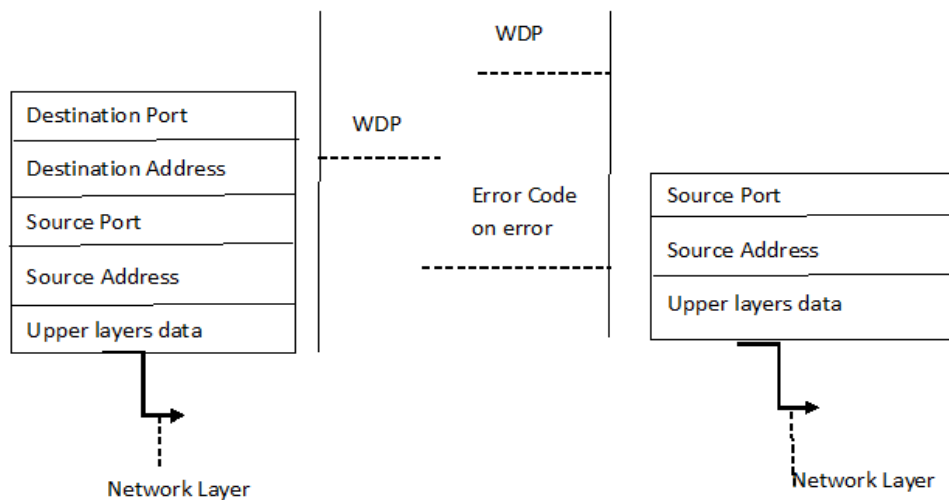 WDP
Destination Port
WDP
Destination Address
Error Code
on error
Source Port
Source Address
Upper layers data
Source Port
Source Address
Upper layers data
Network Layer
Network Layer